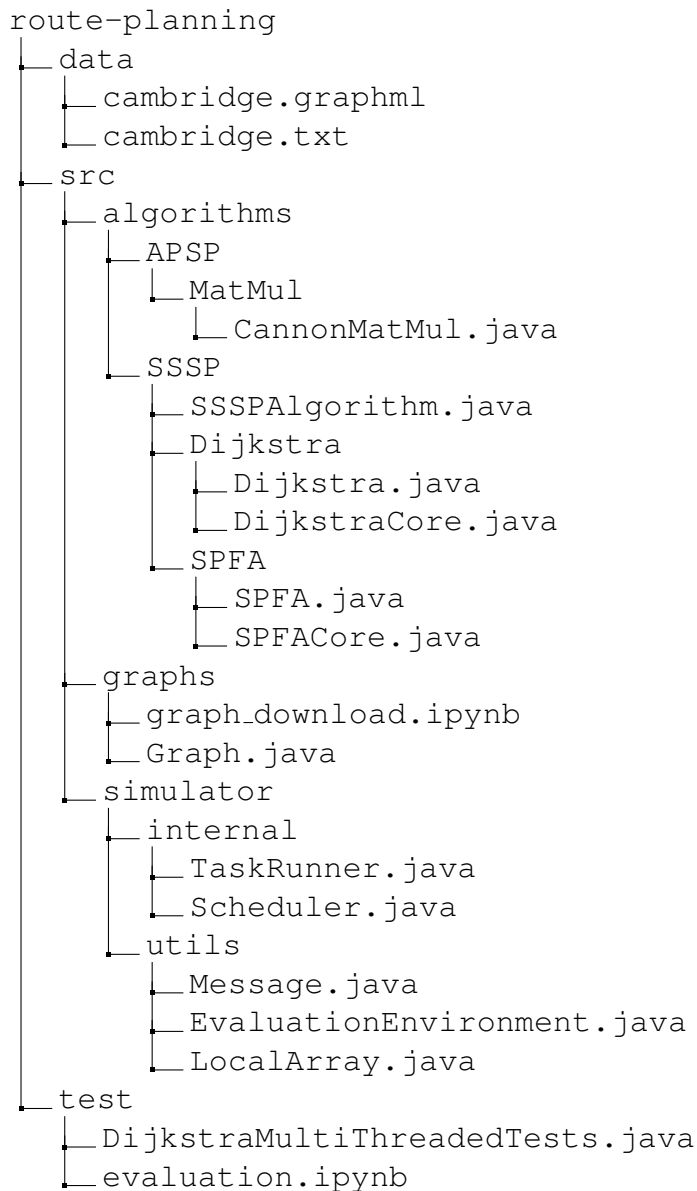 route-planning
data
cambridge.graphml
cambridge.txt
src
algorithms
APSP
MatMul
CannonMatMul.java
SSSP
SSSPAlgorithm.java
Dijkstra
Dijkstra.java
DijkstraCore.java
SPFA
SPFA.java
SPFACore.java
graphs
graph_download.ipynb
Graph.java
simulator
internal
TaskRunner.java
Scheduler.java
utils
Message.java
EvaluationEnvironment.java
LocalArray.java
test
DijkstraMultiThreadedTests.java
evaluation.ipynb